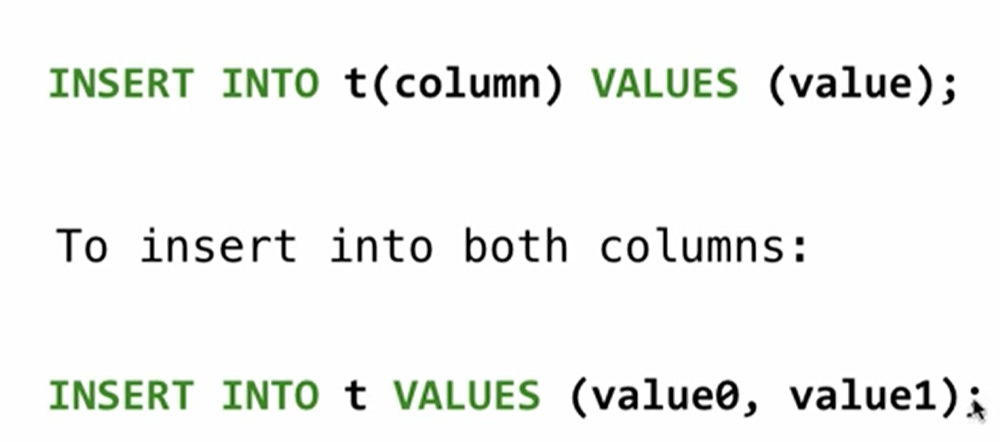 INSERT INTO t(column) VALUES (value);
To insert into both columns:
INSERT INTO t VALUES (value0, value1);